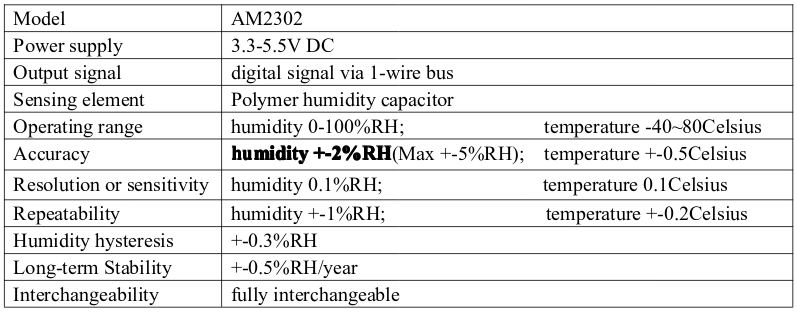 Model AM2302
Power supply 3.3-5.5V DC
Output signal digital signal via 1-wire bus
Sensing element Polymer humidity capacitor
Operating range humidity 0-100%RH; temperature -40~80Celsius
Accuracy humidity +-2%RH(Max +-5%RH); temperature +-0.5Celsius
Resolution or sensitivity humidity 0.1%RH; temperature 0.1Celsius
Repeatability humidity +-1%RH; temperature +-0.2Celsius
Humidity hysteresis +-0.3%RH
Long-term Stability +-0.5%RH/year
Interchangeability fully interchangeable